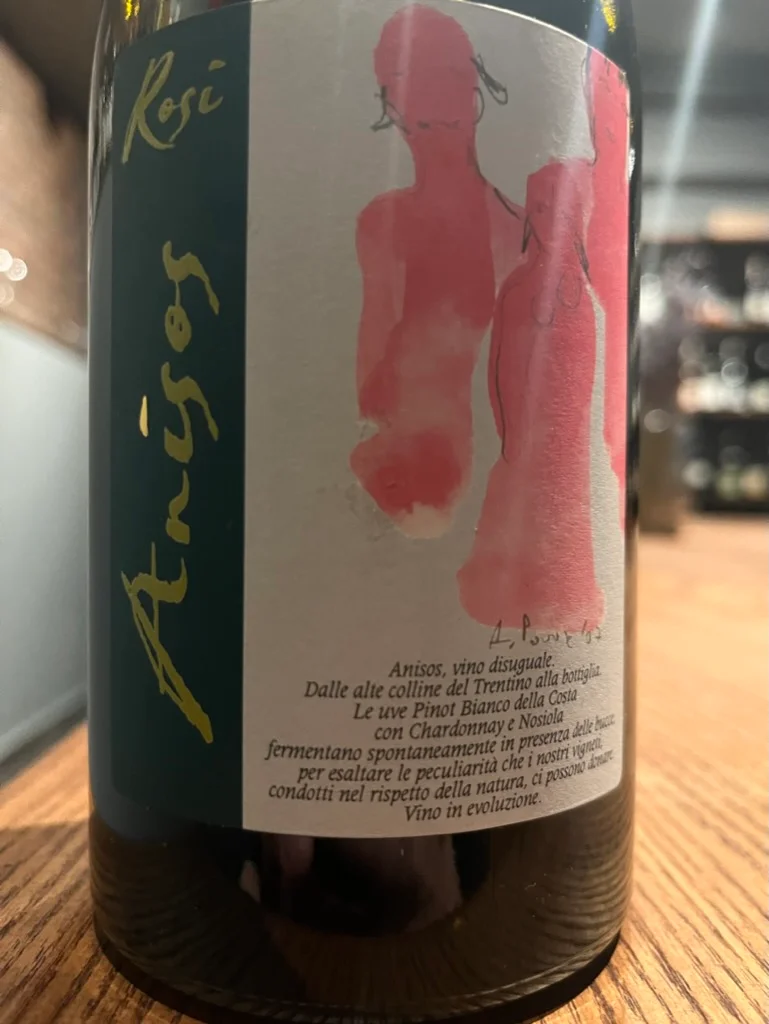 Rosi
Anisos
Anisos, vino disuguale.
Dalle alte colline del Trentino alla bottiglia.
Le uve Pinot Bianco della Costa
con Chardonnay e Nosiola
fermentano spontaneamente in presenza delle bucce,
per esaltare le peculiarità che i nostri vigneti,
condotti nel rispetto della natura, ci possono donare.
Vino in evoluzione.